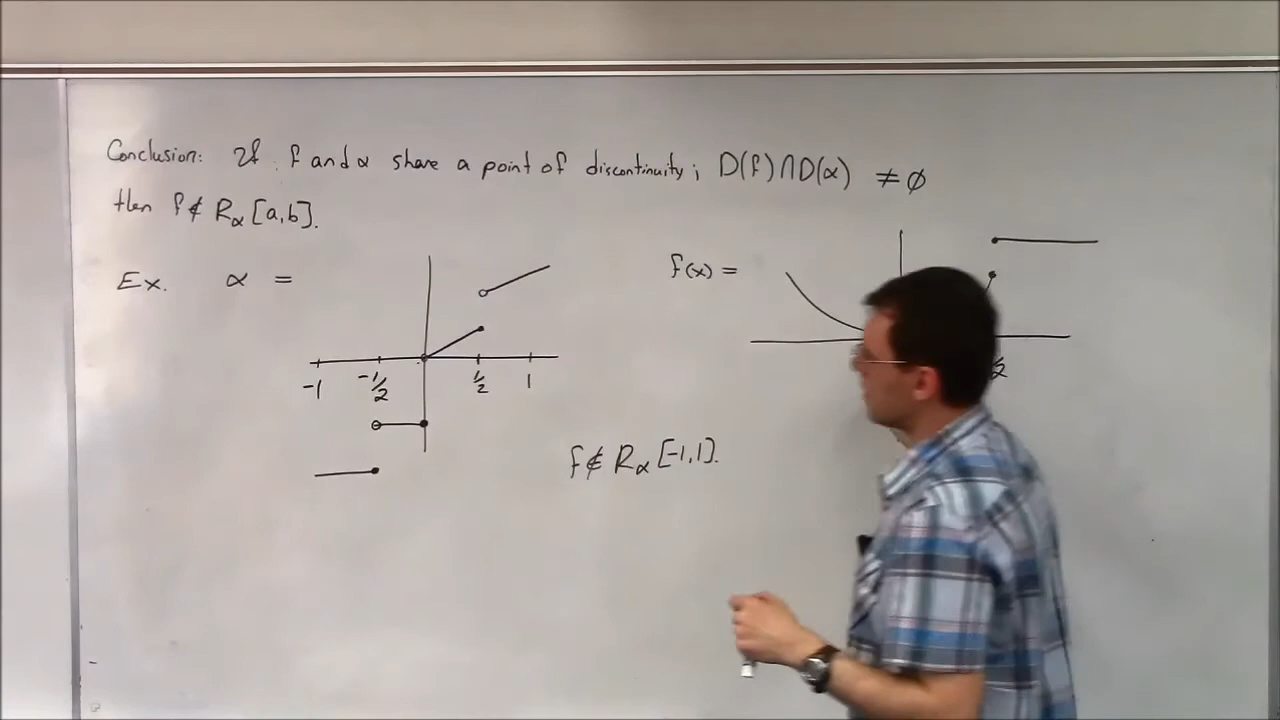 Conclusion: If f and α share a point of discontinuity; D(f)∩D(α) ≠ ∅
then f∉ R_α [a,b].
Ex. α =
f(x) =
-1 -1/2 1/2 1
f∉ R_α [-1,1].